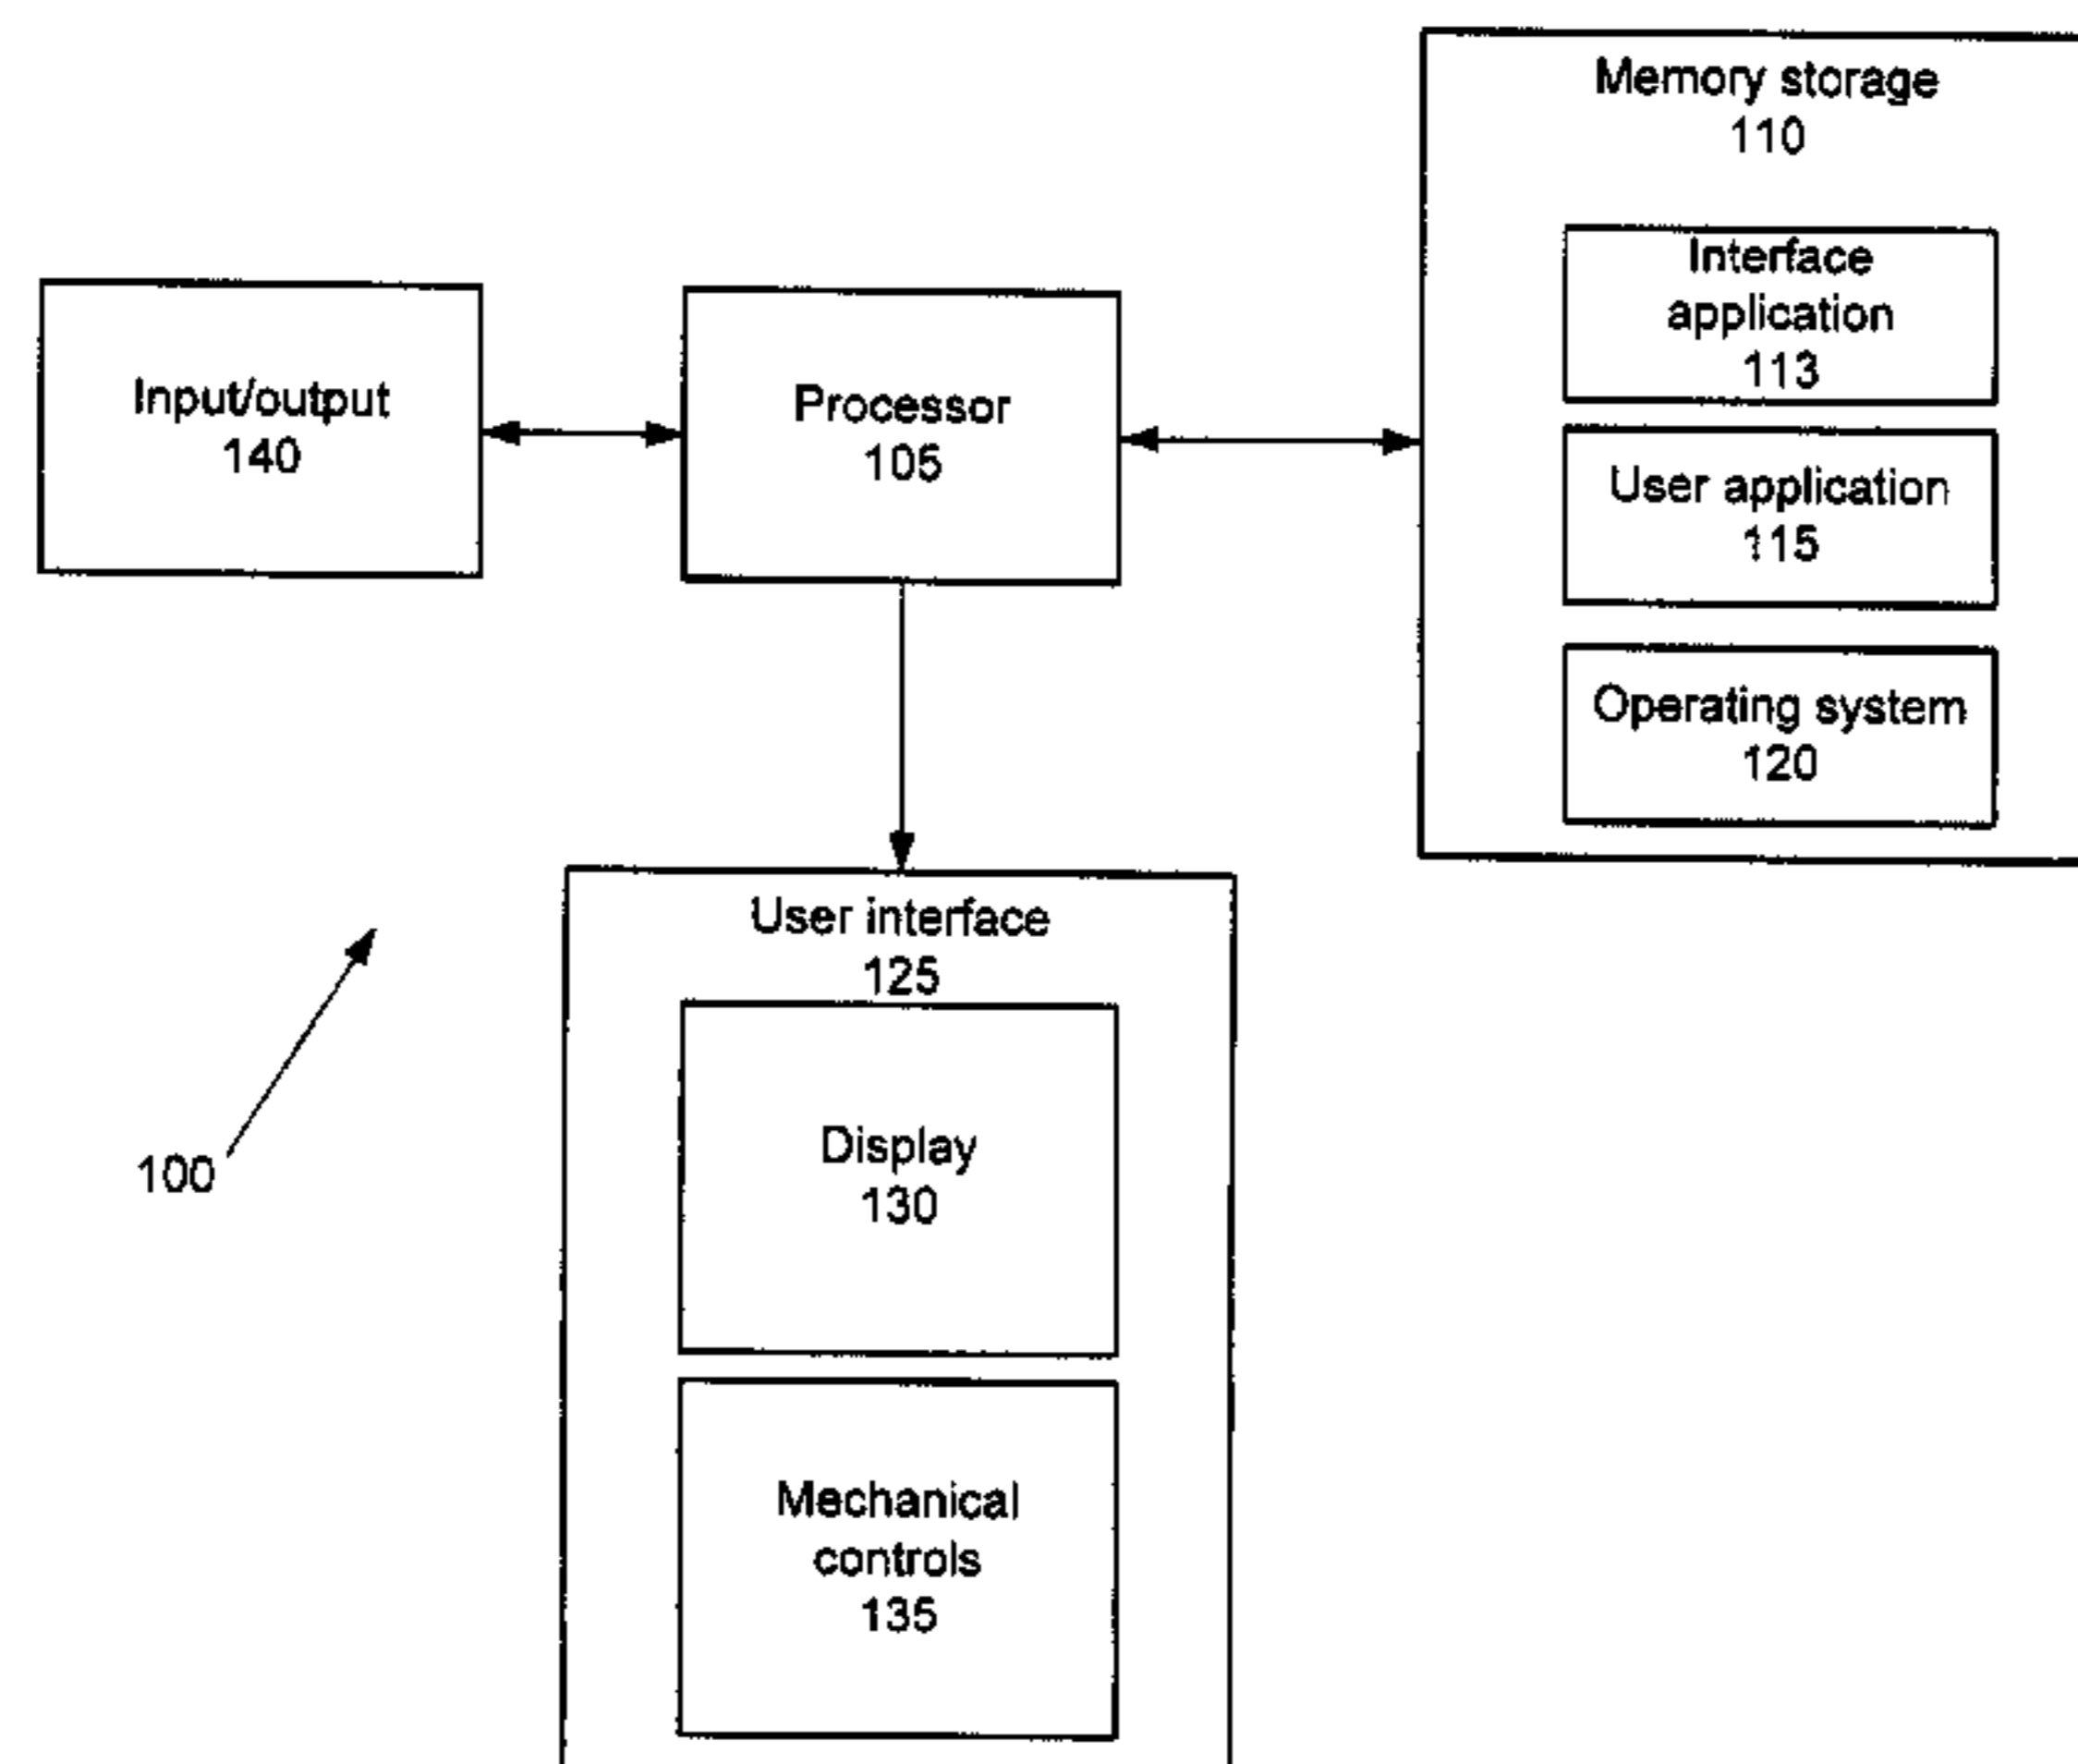 Memory storage
110
Interface
application
113
Input/output
140
Processor
105
User application
115
Operating system
120
User interface
125
Display
130
100
Mechanical
controls
135